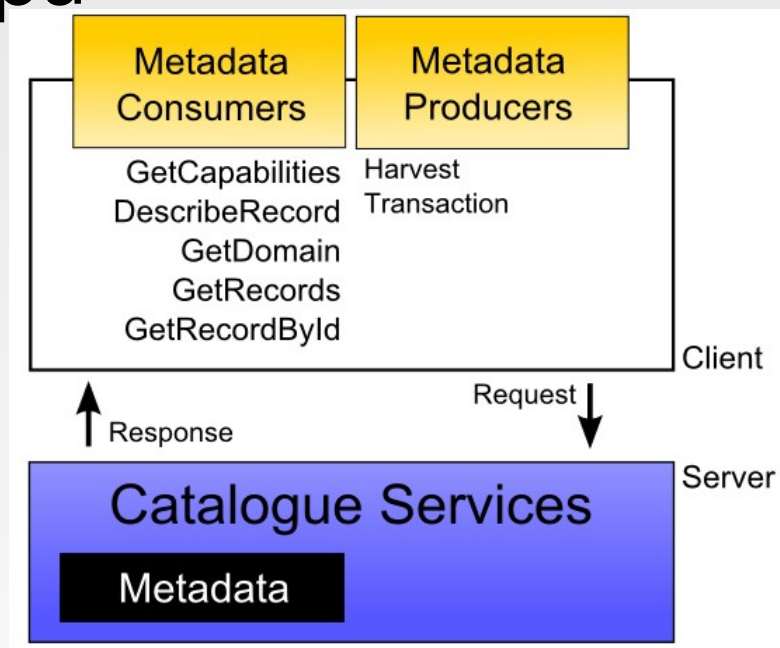 Metadata
Consumers
Metadata
Producers
GetCapabilities
DescribeRecord
GetDomain
GetRecords
GetRecordById
Harvest
Transaction
Client
Response
Request
Server
Catalogue Services
Metadata